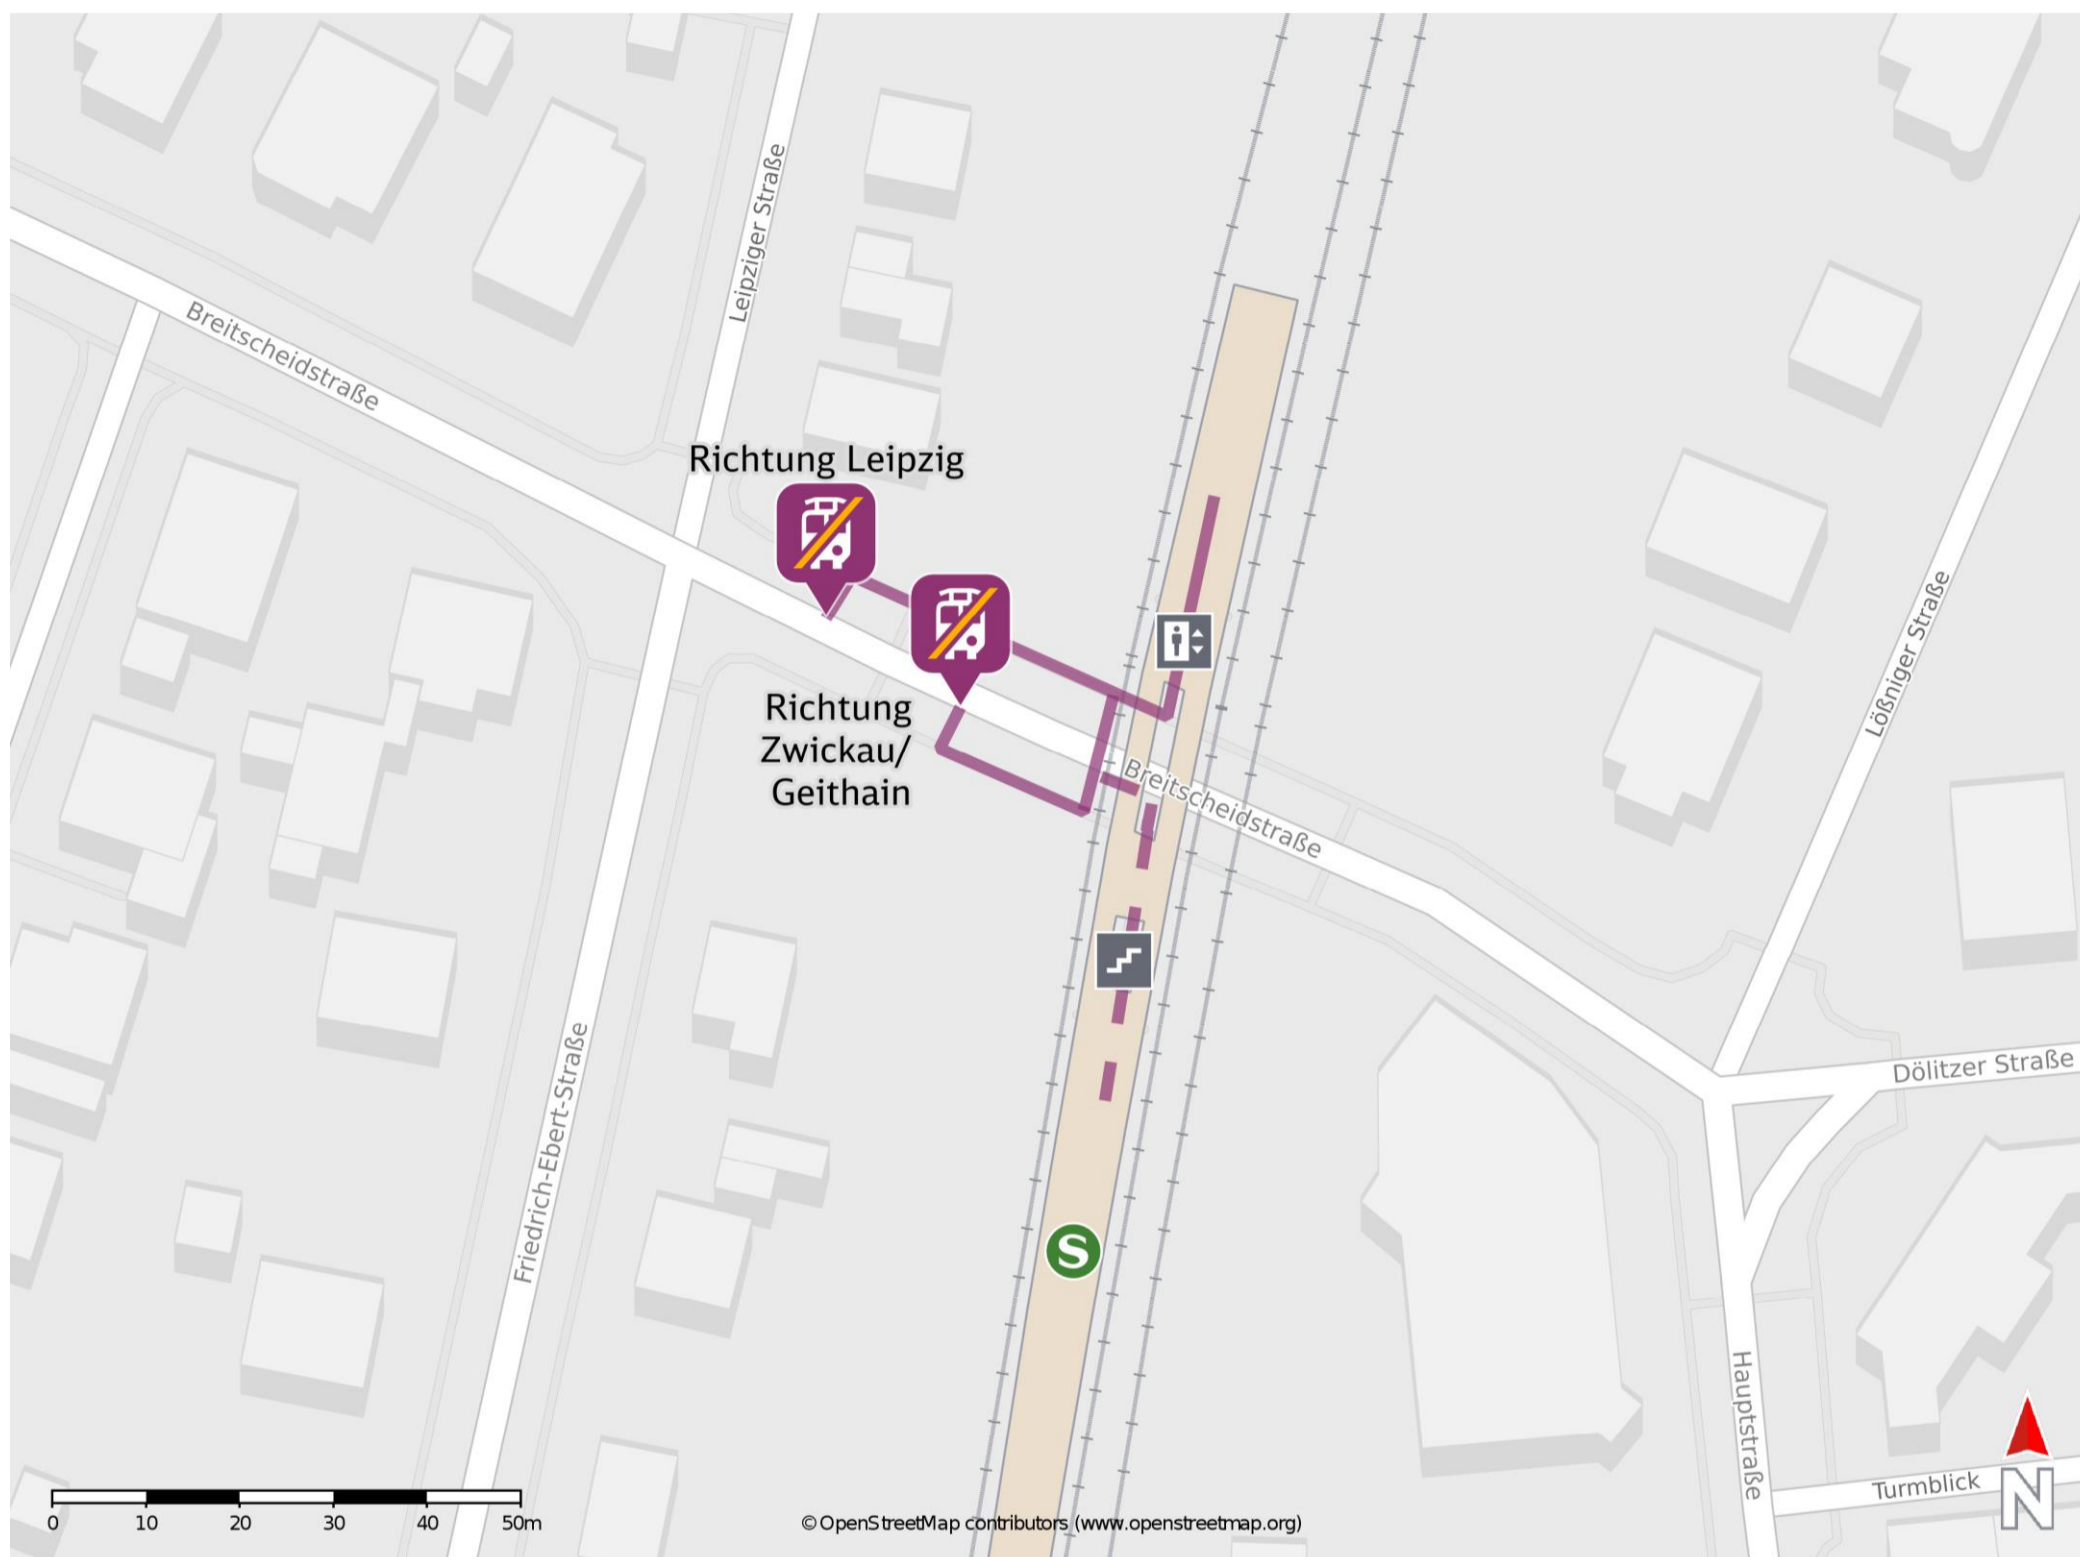 Leipziger Straße
Breitscheidstraße
Richtung Leipzig
Richtung
Zwickau/
Geithain
Breitscheidstraße
Lößniger Straße
Friedrich-Ebert-Straße
Dölitzer Straße
S
Hauptstraße
Turmblick
N
0 10 20 30 40 50m
© OpenStreetMap contributors (www.openstreetmap.org)